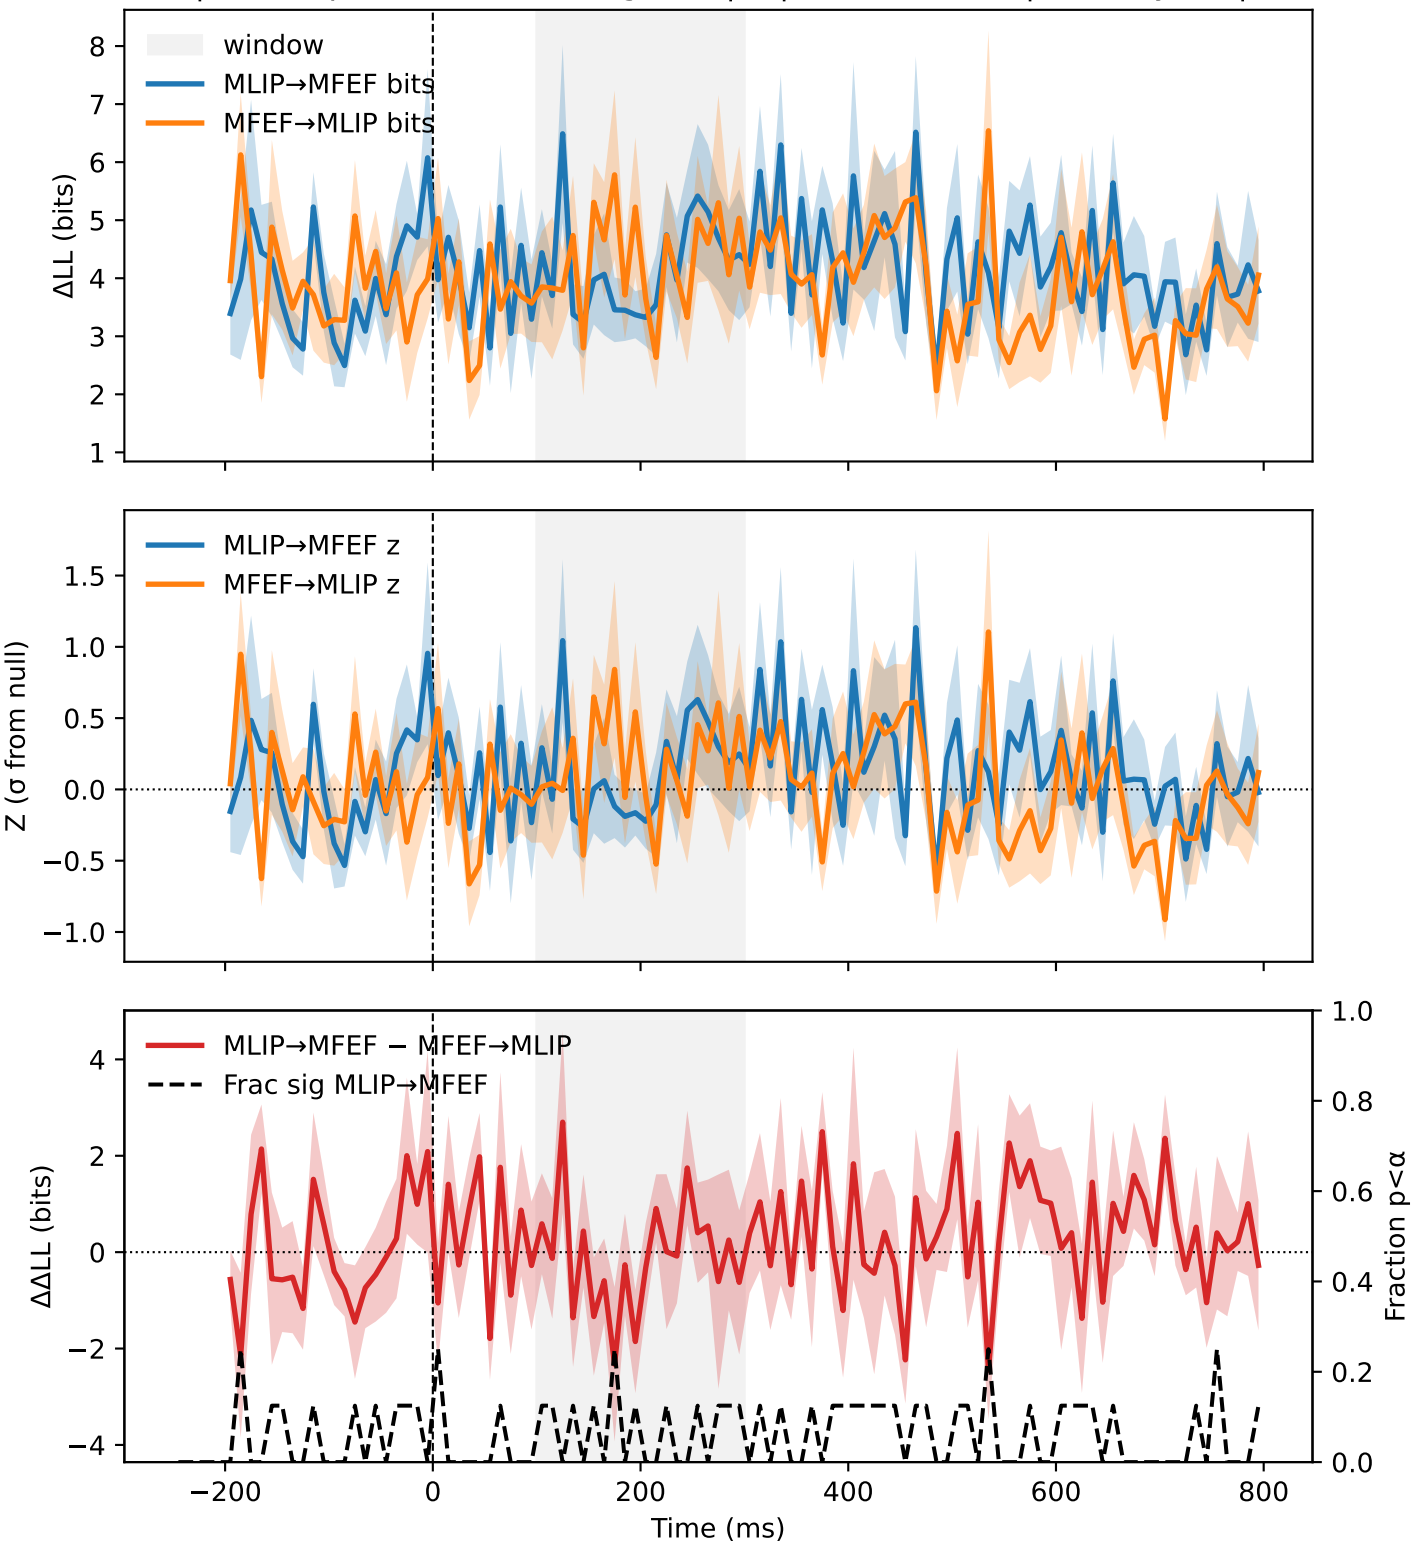 8
window
MLIP→MFEF bits
7
MFEF→MLIP bits
6
5
ΔLL (bits)
4
3
2
1
MLIP→MFEF z
1.5
MFEF→MLIP z
1.0
0.5
Z (σ from null)
0.0
−0.5
−1.0
1.0
MLIP→MFEF − MFEF→MLIP
4
Frac sig MLIP→MFEF
0.8
2
0.6
ΔΔLL (bits)
Fraction p<α
0
0.4
−2
0.2
−4
0.0
−200 0 200 400 600 800
Time (ms)